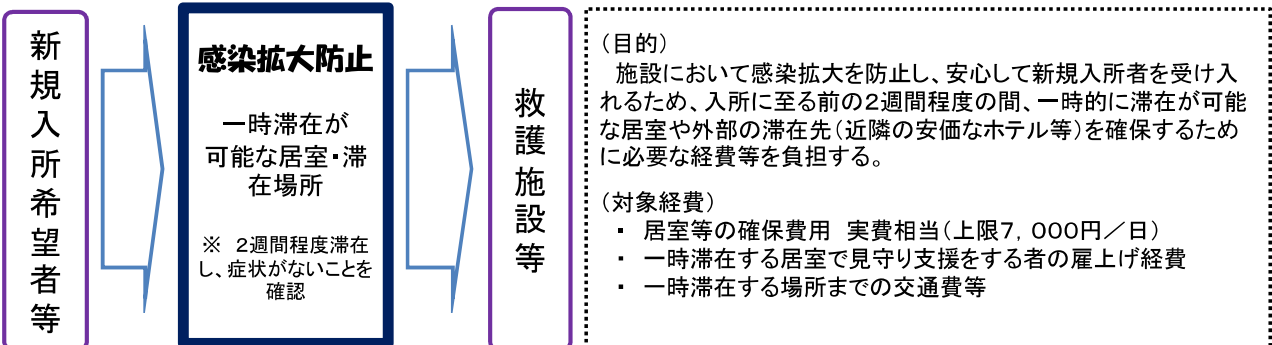 新規入所希望者等
感染拡大防止
一時滞在が
可能な居室・滞
在場所
※　2週間程度滞在
し、症状がないことを
確認
救護施設等
（目的）
　施設において感染拡大を防止し、安心して新規入所者を受け入
れるため、入所に至る前の２週間程度の間、一時的に滞在が可能
な居室や外部の滞在先（近隣の安価なホテル等）を確保するため
に必要な経費等を負担する。
（対象経費）
・　居室等の確保費用　実費相当（上限７，０００円／日）
・　一時滞在する居室で見守り支援をする者の雇上げ経費
・　一時滞在する場所までの交通費等